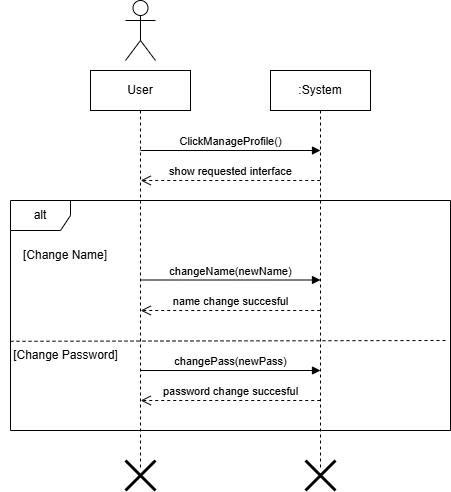 User
:System
ClickManageProfile()
show requested interface
alt
[Change Name]
changeName(newName)
name change succesful
[Change Password]
changePass(newPass)
password change succesful